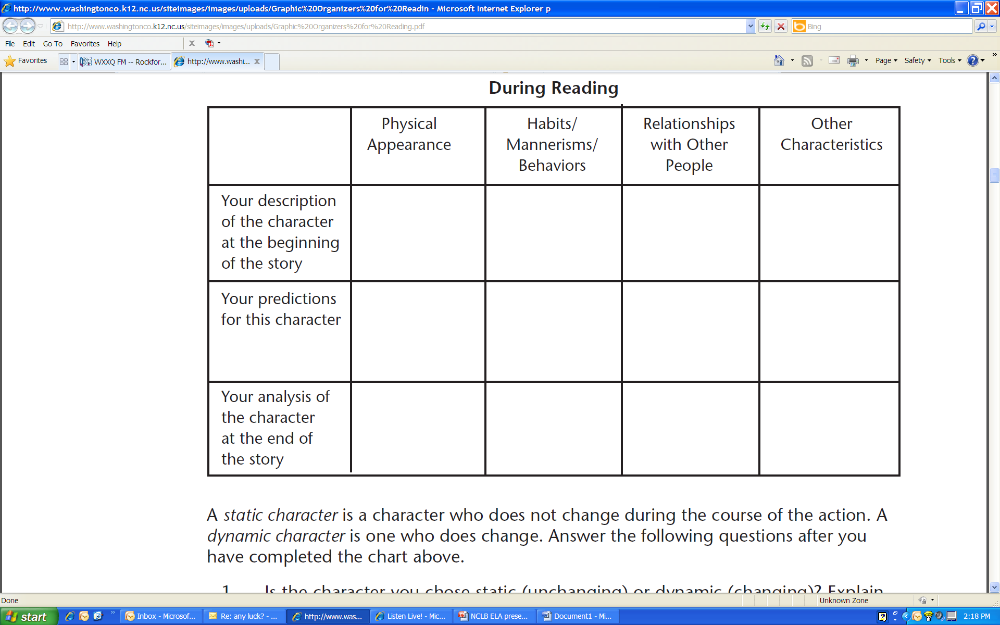 http://www.washingtonco.k12.nc.us/siteimages/images/uploads/Graphic%20Organizers%20for%20Readin - Microsoft Internet Explorer p
http://www.washingtonco.k12.nc.us/siteimages/images/uploads/Graphic%20Organizers%20for%20Reading.pdf
Bing
File Edit Go To Favorites Help
Favorites
WXXQ FM -- Rockfor...
http://www.washi...
Page
Safety
Tools
During Reading
Physical
Appearance
Habits/
Mannerisms/
Behaviors
Relationships
with Other
People
Other
Characteristics
Your description
of the character
at the beginning
of the story
Your predictions
for this character
Your analysis of
the character
at the end of
the story
A static character is a character who does not change during the course of the action. A
dynamic character is one who does change. Answer the following questions after you
have completed the chart above.
1. Is the character you chose static (unchanging) or dynamic (changing)? Explain
Done
Unknown Zone
start
Inbox - Microsof...
Re: any luck? - ...
http://www.was...
Listen Live! - Mic...
NCLB ELA prese...
Document1 - Mi...
2:18 PM